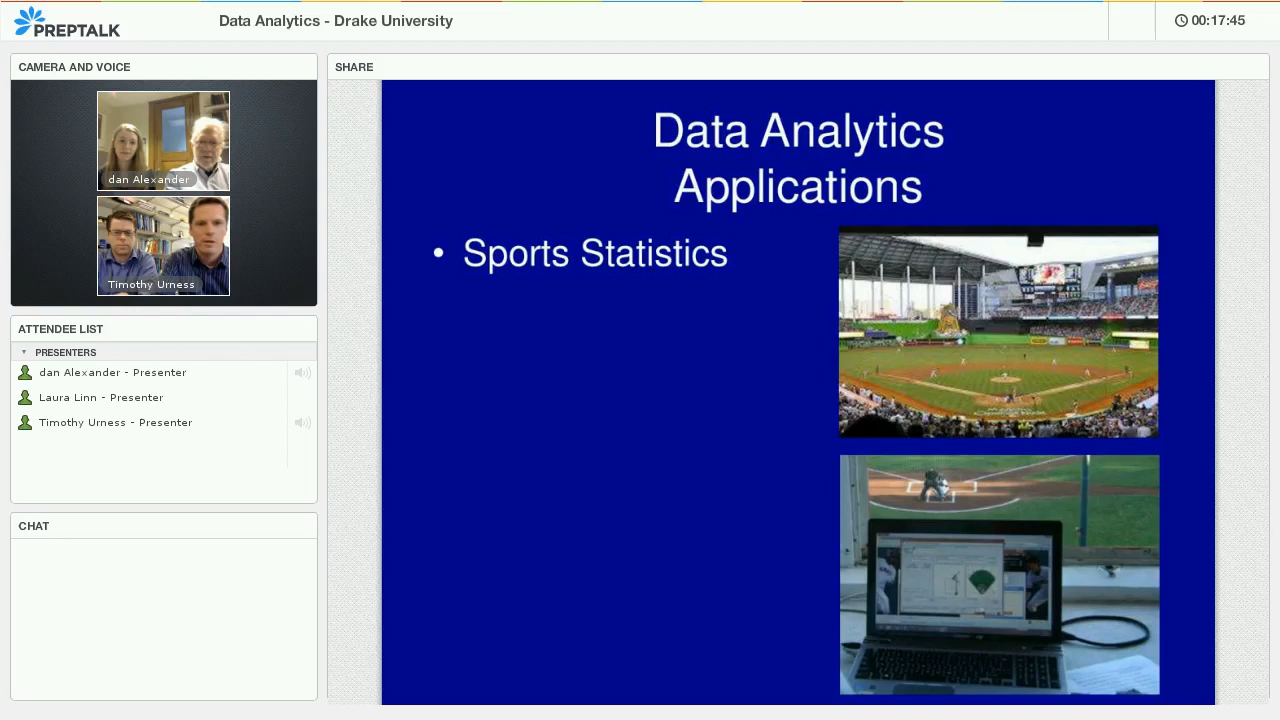 PREPTALK
Data Analytics - Drake University
00:17:45
CAMERA AND VOICE
dan Alexander
Timothy Urness
ATTENDEE LIST
PRESENTERS
dan Alexander - Presenter
Laura Linn - Presenter
Timothy Urness - Presenter
CHAT
SHARE
Data Analytics
Applications
• Sports Statistics